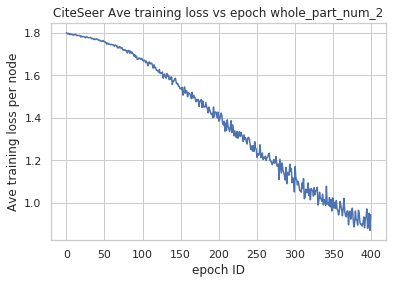 CiteSeer Ave training loss vs epoch whole_part_num_2
Ave training loss per node
1.8
1.6
1.4
1.2
1.0
0 50 100 150 200 250 300 350 400
epoch ID